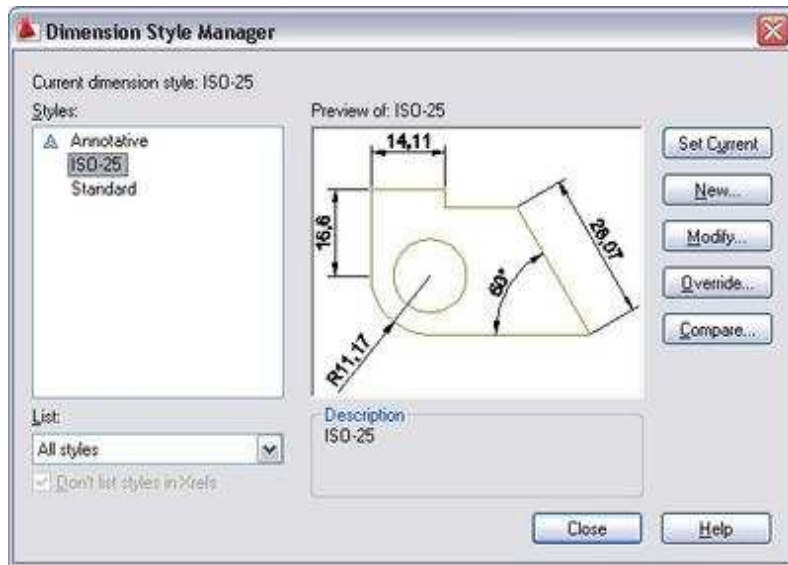 Dimension Style Manager
Current dimension style: ISO-25
Styles:
Annotative
ISO-25
Standard
Preview of: ISO-25
14,11
16,6
28,07
60°
R11,17
Set Current
New...
Modify...
Override...
Compare...
List:
All styles
Don't list styles in Xrefs
Description
ISO-25
Close
Help